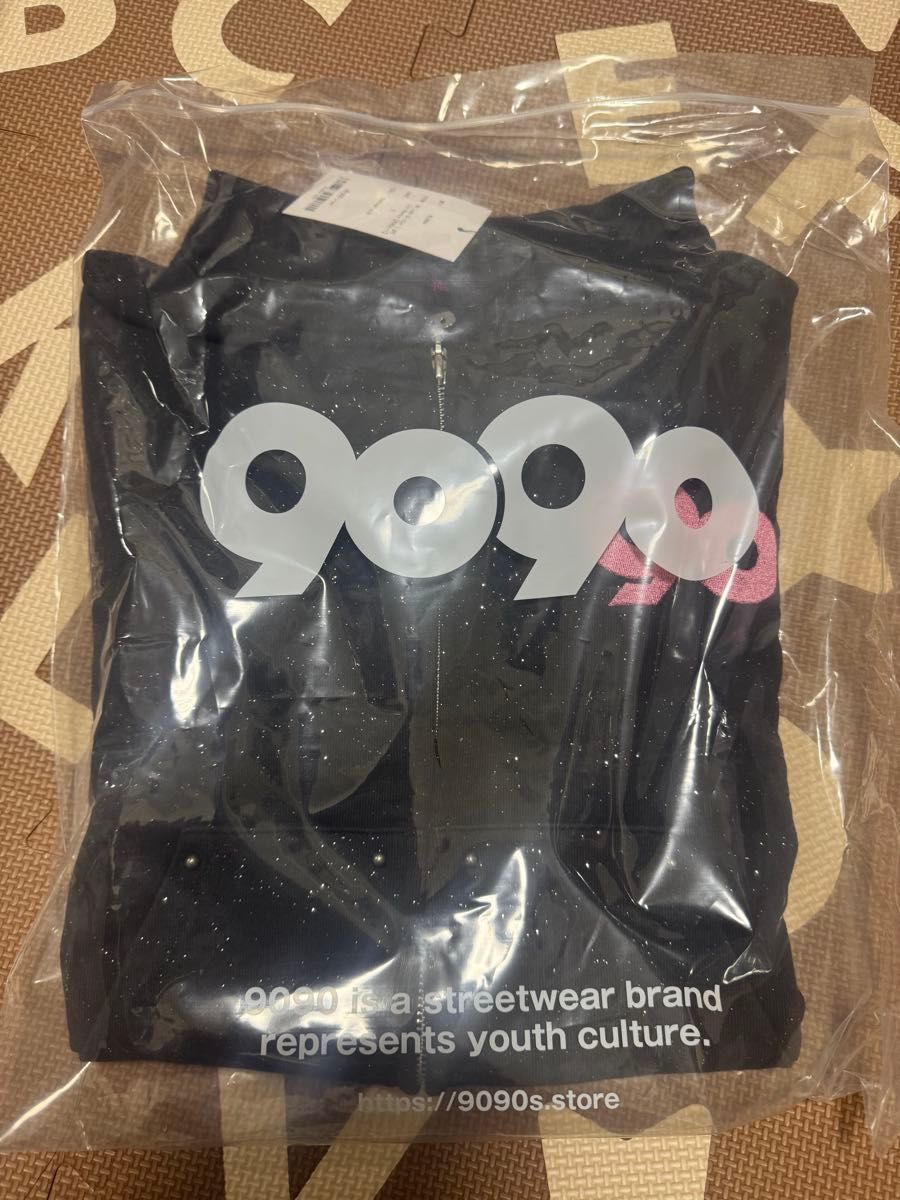 B C
9090
90
9090 is a streetwear brand
represents youth culture.
https://9090s.store